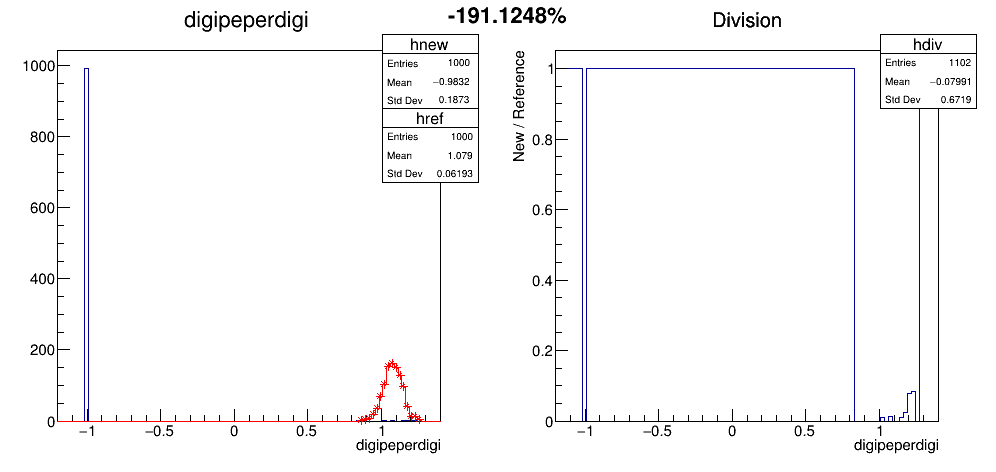 digipeperdigi
-191.1248%
Division
hnew
Entries 1000
Mean −0.9832
Std Dev 0.1873
href
Entries 1000
Mean 1.079
Std Dev 0.06193
1000
800
600
400
200
0
−1 −0.5 0 0.5 1
digipeperdigi
hdiv
Entries 1102
Mean −0.07991
Std Dev 0.6719
New / Reference
1
0.8
0.6
0.4
0.2
0
−1 −0.5 0 0.5 1
digipeperdigi